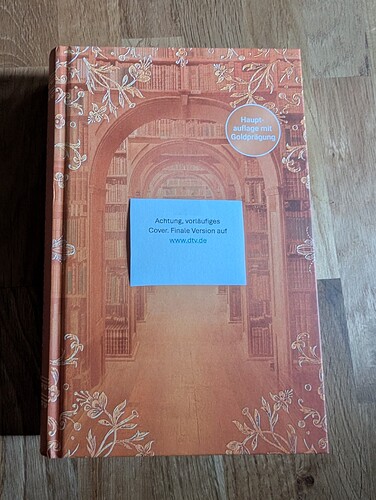 Haupt-
auflage mit
Goldprägung
Achtung, vorläufiges
Cover. Finale Version auf
www.dtv.de